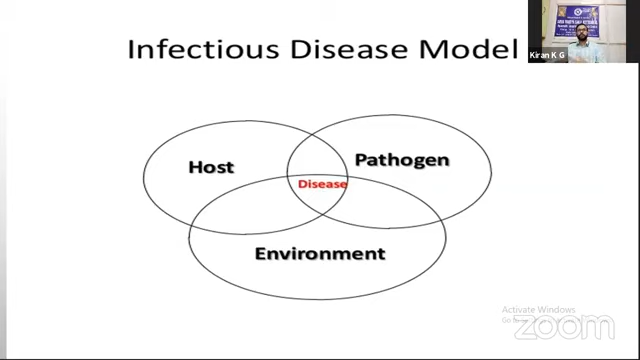 Infectious Disease Model
Kiran K G
Host
Pathogen
Disease
Environment
Activate Windows
zoom